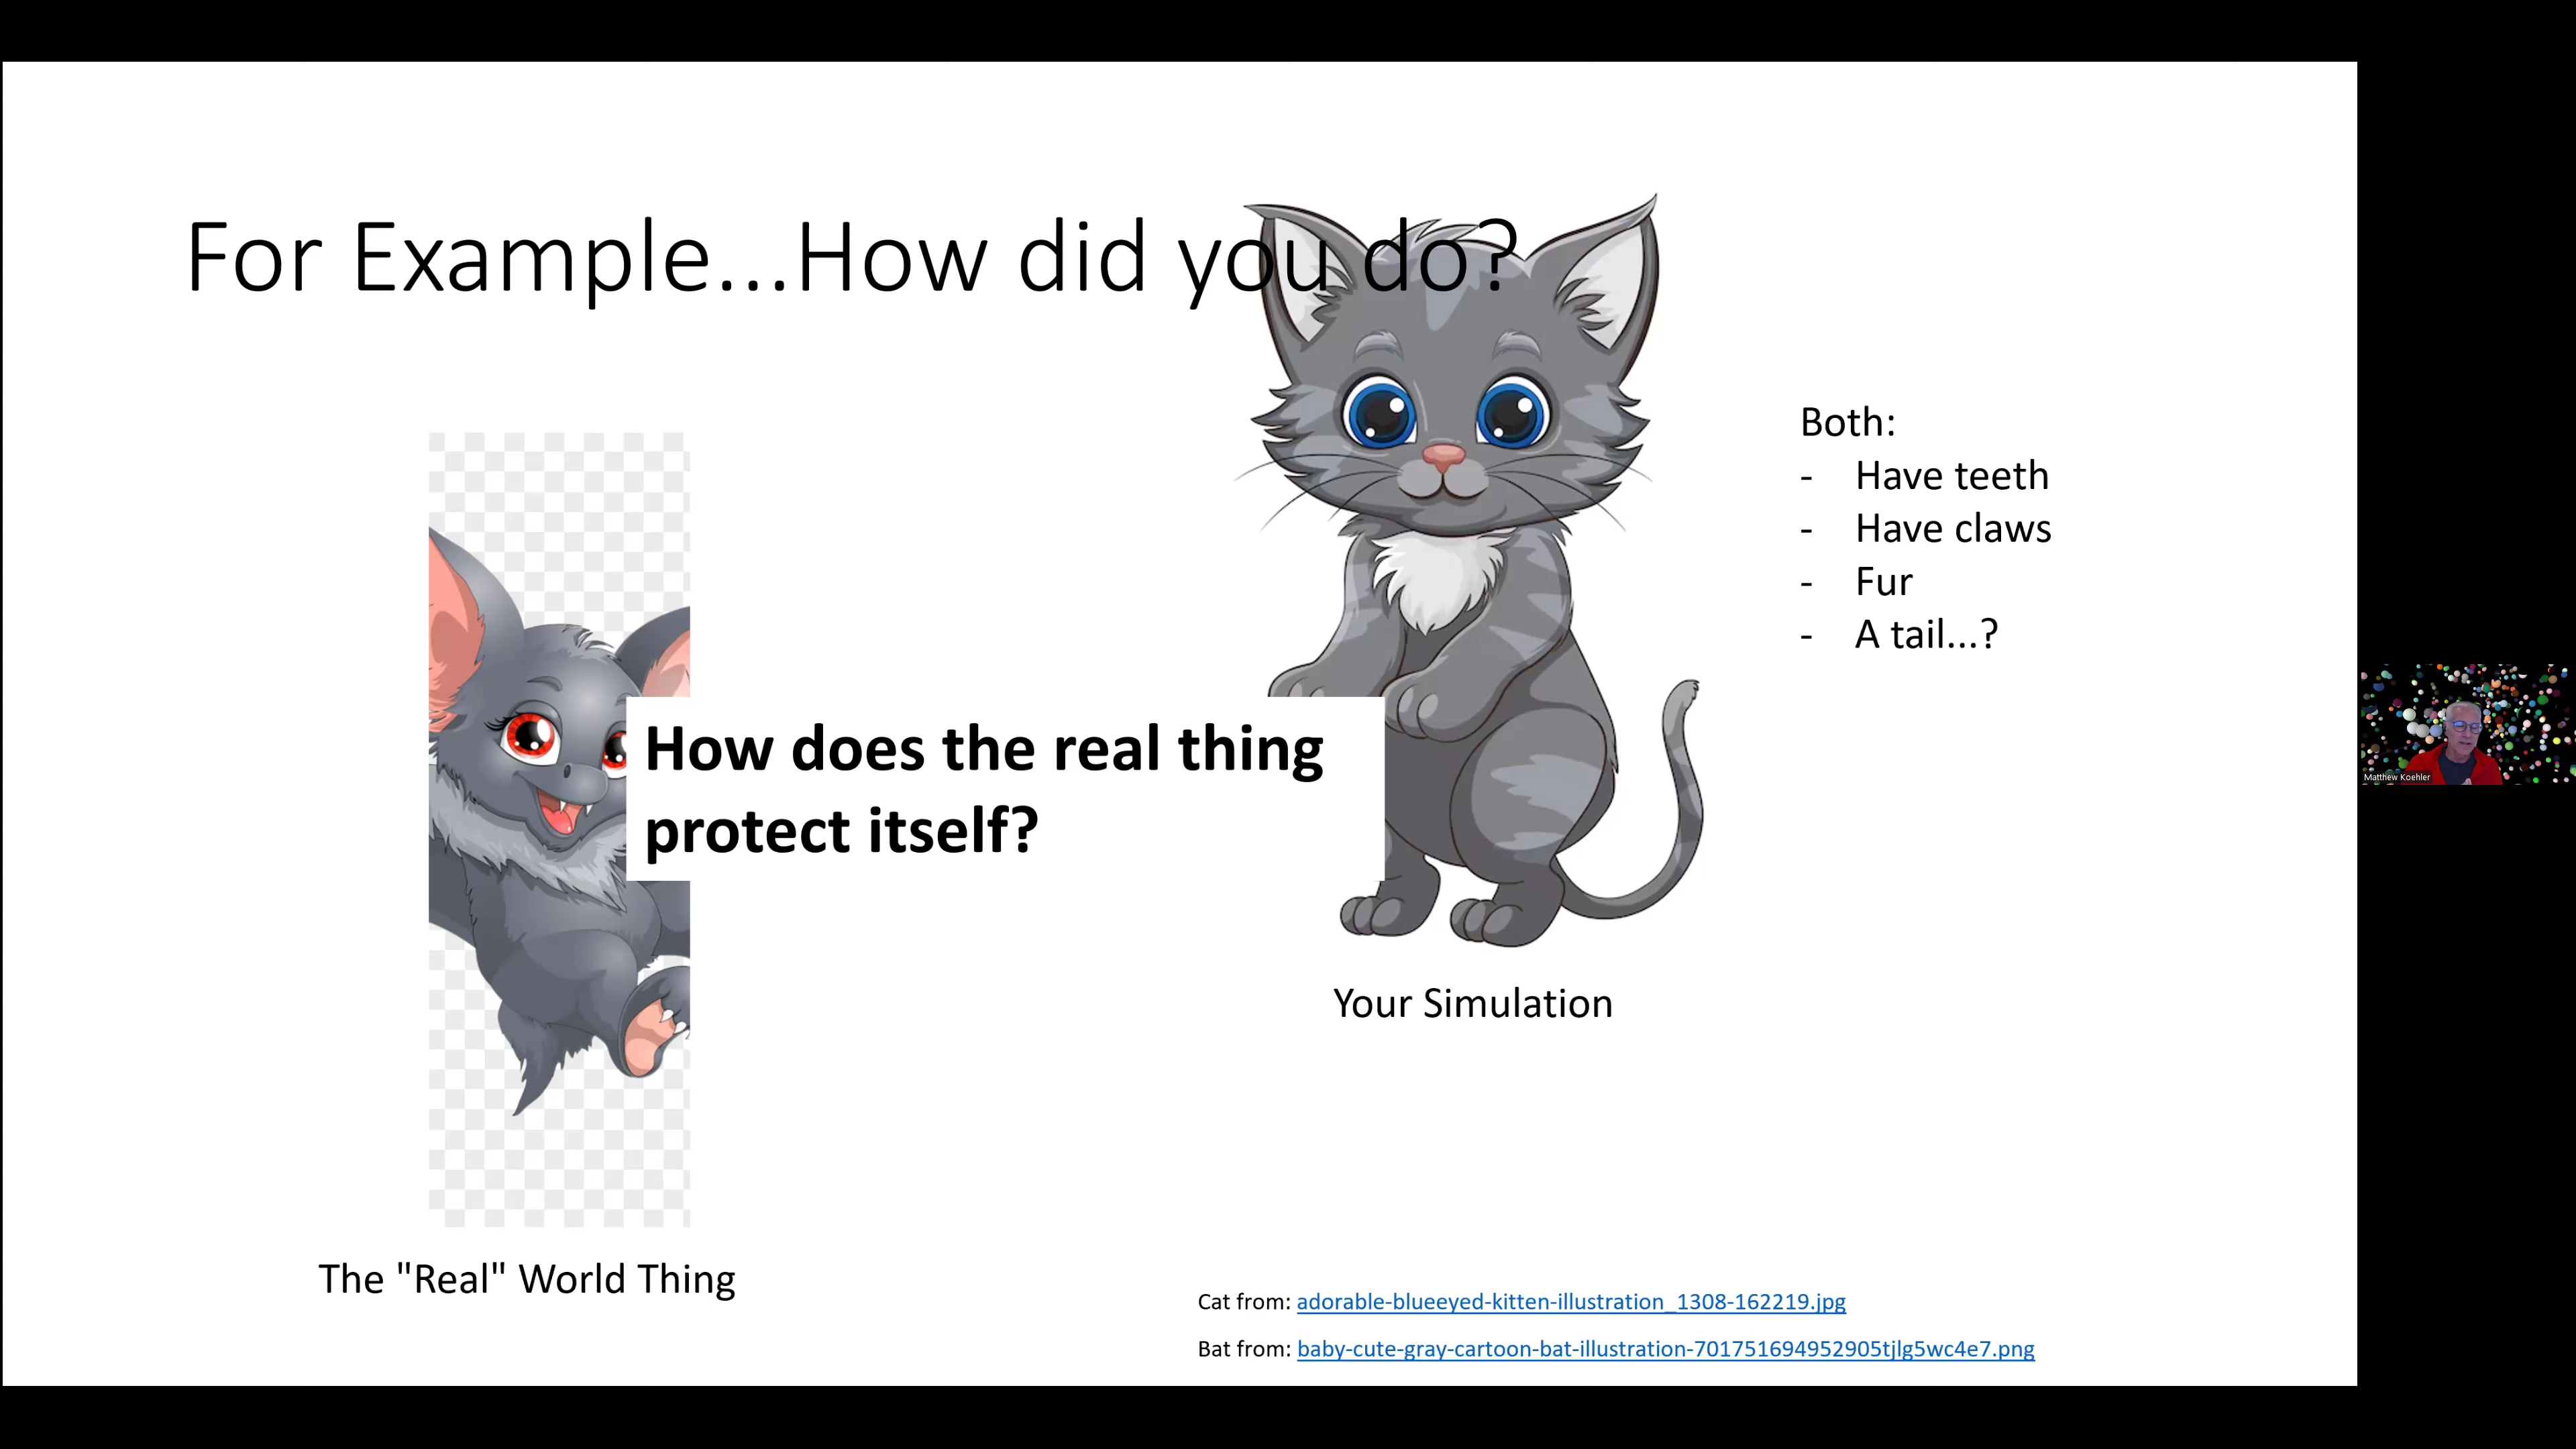 For Example...How did you do?
Both:
- Have teeth
- Have claws
- Fur
- A tail...?
How does the real thing
protect itself?
Your Simulation
The "Real" World Thing
Cat from: adorable-blueeyed-kitten-illustration_1308-162219.jpg
Bat from: baby-cute-gray-cartoon-bat-illustration-701751694952905tjlg5wc4e7.png
Matthew Koehler